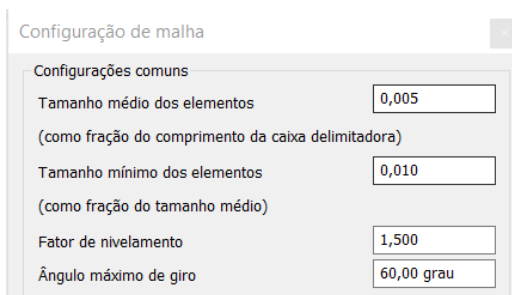 Configuração de malha
Configurações comuns
Tamanho médio dos elementos 0,005
(como fração do comprimento da caixa delimitadora)
Tamanho mínimo dos elementos 0,010
(como fração do tamanho médio)
Fator de nivelamento 1,500
Ângulo máximo de giro 60,00 grau